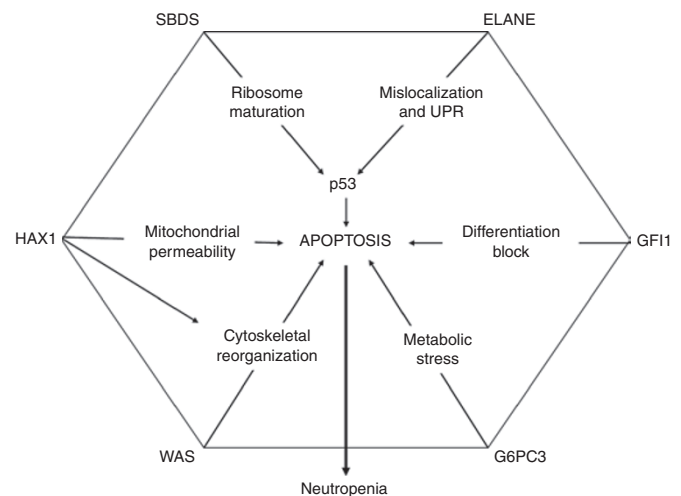 SBDS
ELANE
Ribosome
maturation
Mislocalization
and UPR
p53
HAX1
Mitochondrial
permeability
APOPTOSIS
Differentiation
block
GFI1
Cytoskeletal
reorganization
Metabolic
stress
WAS
G6PC3
Neutropenia